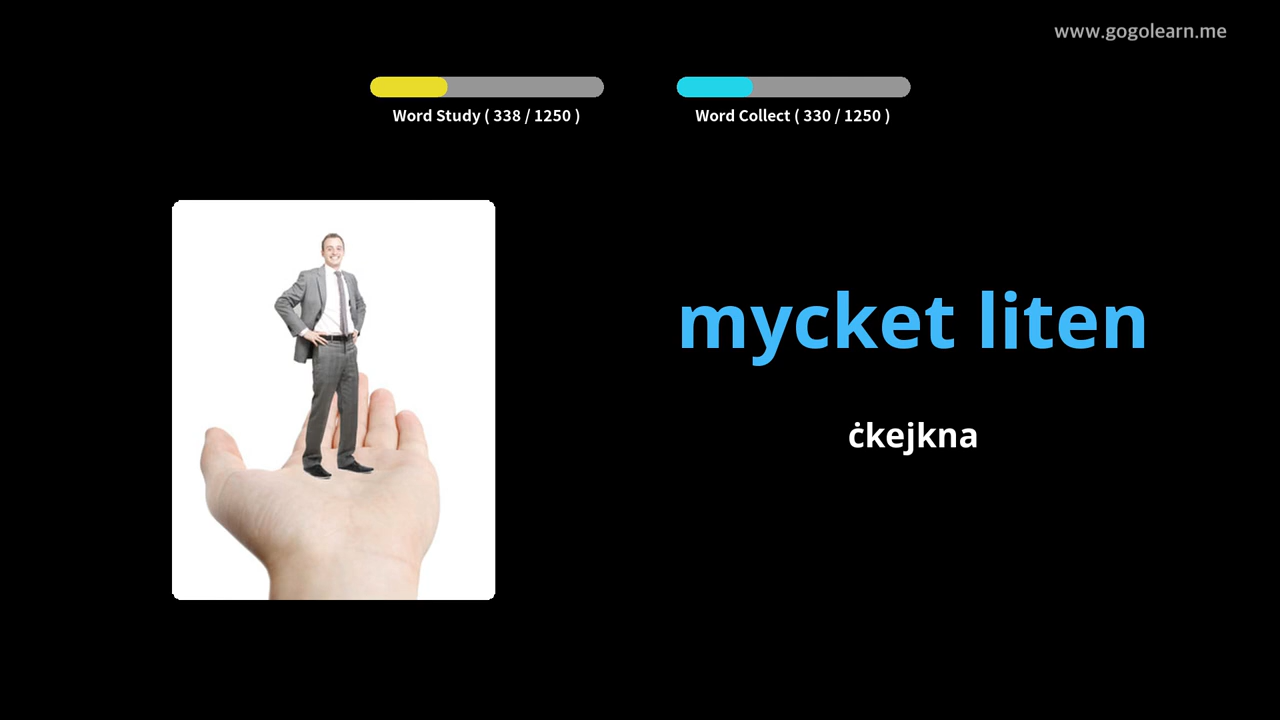 www.gogolearn.me
Word Study ( 338 / 1250 )
Word Collect ( 330 / 1250 )
mycket liten
ċkejkna